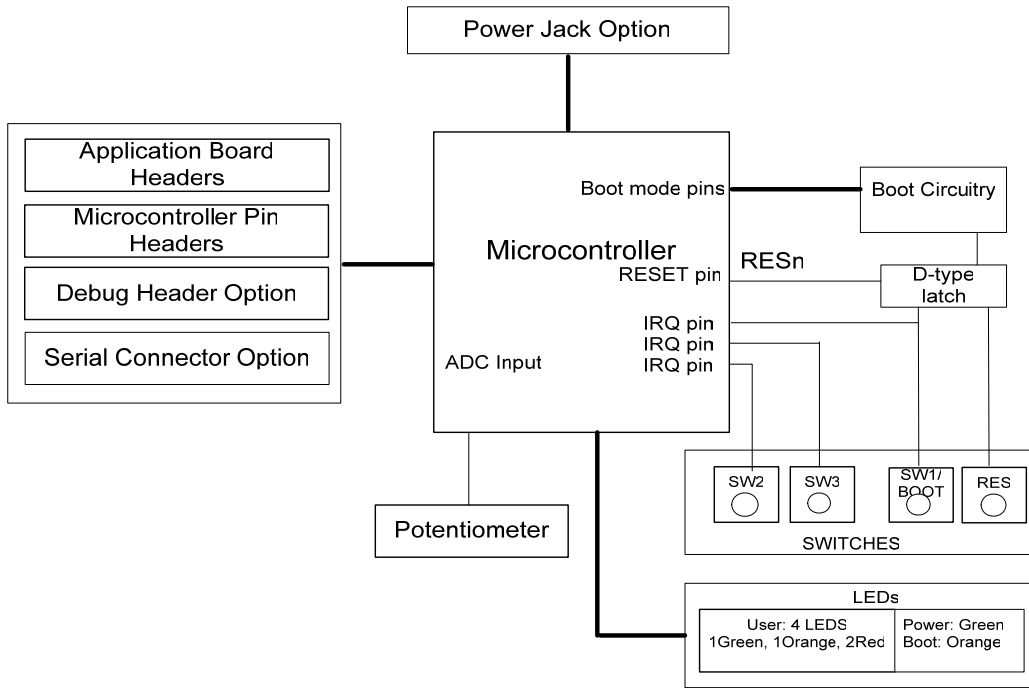 Power Jack Option
Application Board
Headers
Microcontroller Pin
Headers
Debug Header Option
Serial Connector Option
Microcontroller
Boot mode pins
RESET pin
IRQ pin
IRQ pin
IRQ pin
ADC Input
RESn
Boot Circuitry
D-type
latch
Potentiometer
SW2
SW3
SW1/
BOOT
RES
SWITCHES
LEDs
User: 4 LEDS
1Green, 1Orange, 2Red
Power: Green
Boot: Orange